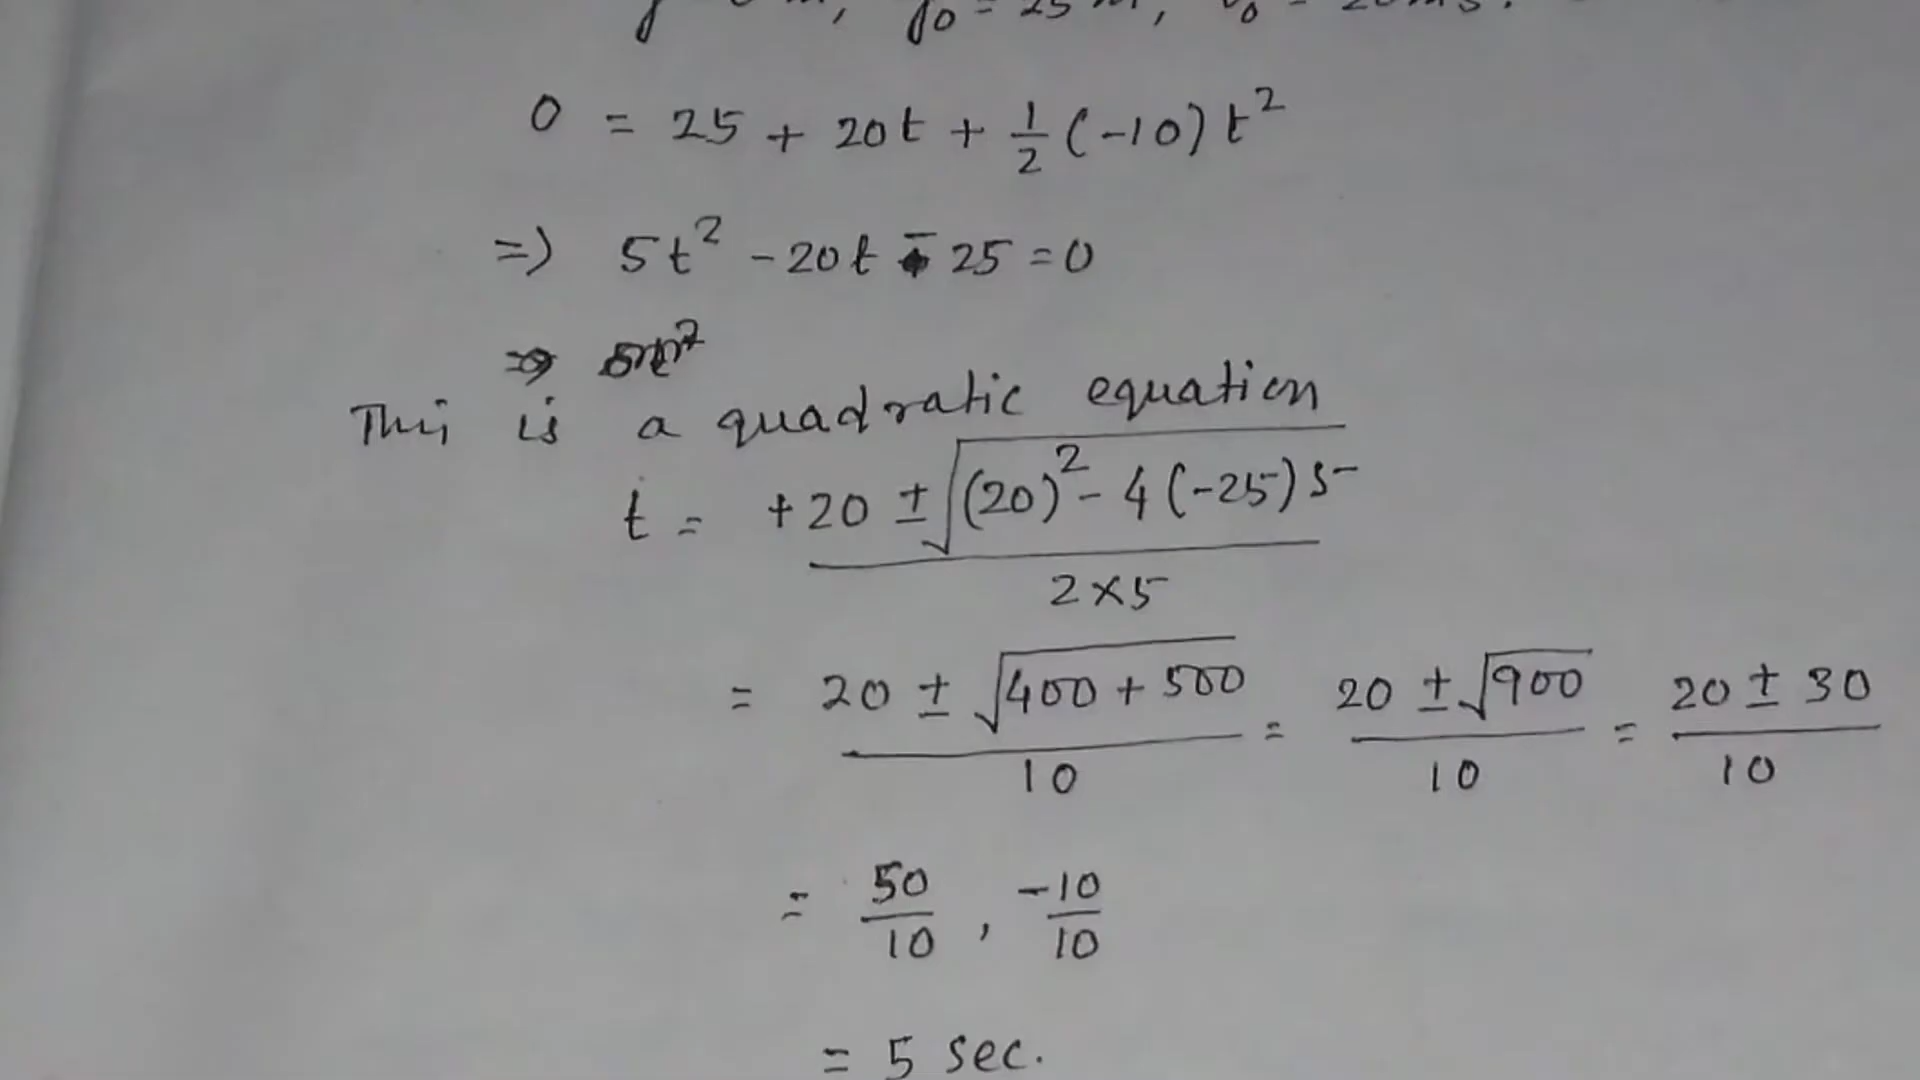 y0 = 25 m,
0 = 25 + 20t + 1/2 (-10) t²
=> 5t² - 20t - 25 = 0
This is a quadratic equation
t = +20 ± √(20)² - 4 (-25) 5 / 2 × 5
= 20 ± √400 + 500 / 10 = 20 ± √900 / 10 = 20 ± 30 / 10
= 50/10 , -10/10
= 5 sec.